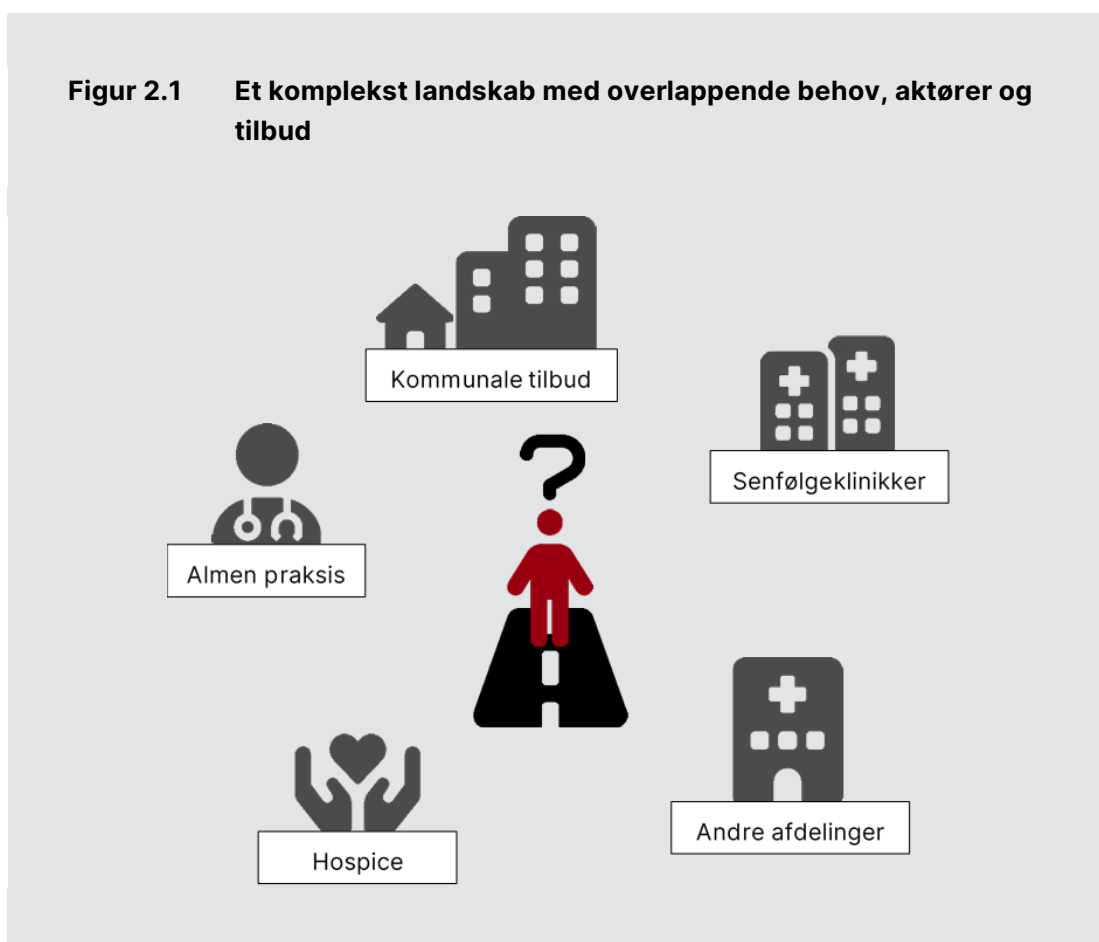 Figur 2.1 Et komplekst landskab med overlappende behov, aktører og
tilbud
Kommunale tilbud
Senfølgeklinikker
Almen praksis
?
Andre afdelinger
Hospice